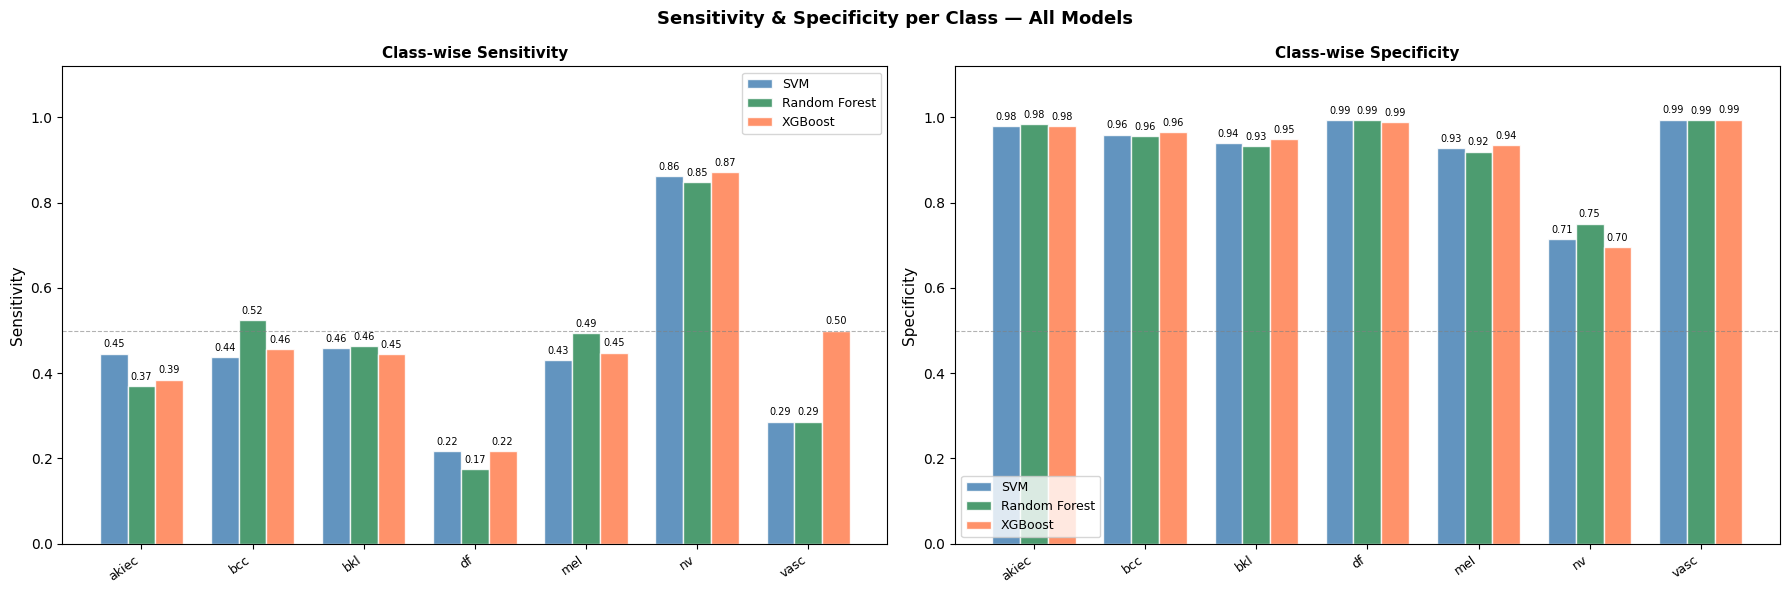 Sensitivity & Specificity per Class — All Models
Class-wise Sensitivity
Sensitivity
1.0
0.8
0.6
0.4
0.2
0.0
SVM
Random Forest
XGBoost
0.45 0.37 0.39
0.44 0.52 0.46
0.46 0.46 0.45
0.22 0.17 0.22
0.43 0.49 0.45
0.86 0.85 0.87
0.29 0.29 0.50
akiec bcc bkl df mel nv vasc
Class-wise Specificity
Specificity
1.0
0.8
0.6
0.4
0.2
0.0
0.98 0.98 0.98
0.96 0.96 0.96
0.94 0.93 0.95
0.99 0.99 0.99
0.93 0.92 0.94
0.71 0.75 0.70
0.99 0.99 0.99
SVM
Random Forest
XGBoost
akiec bcc bkl df mel nv vasc